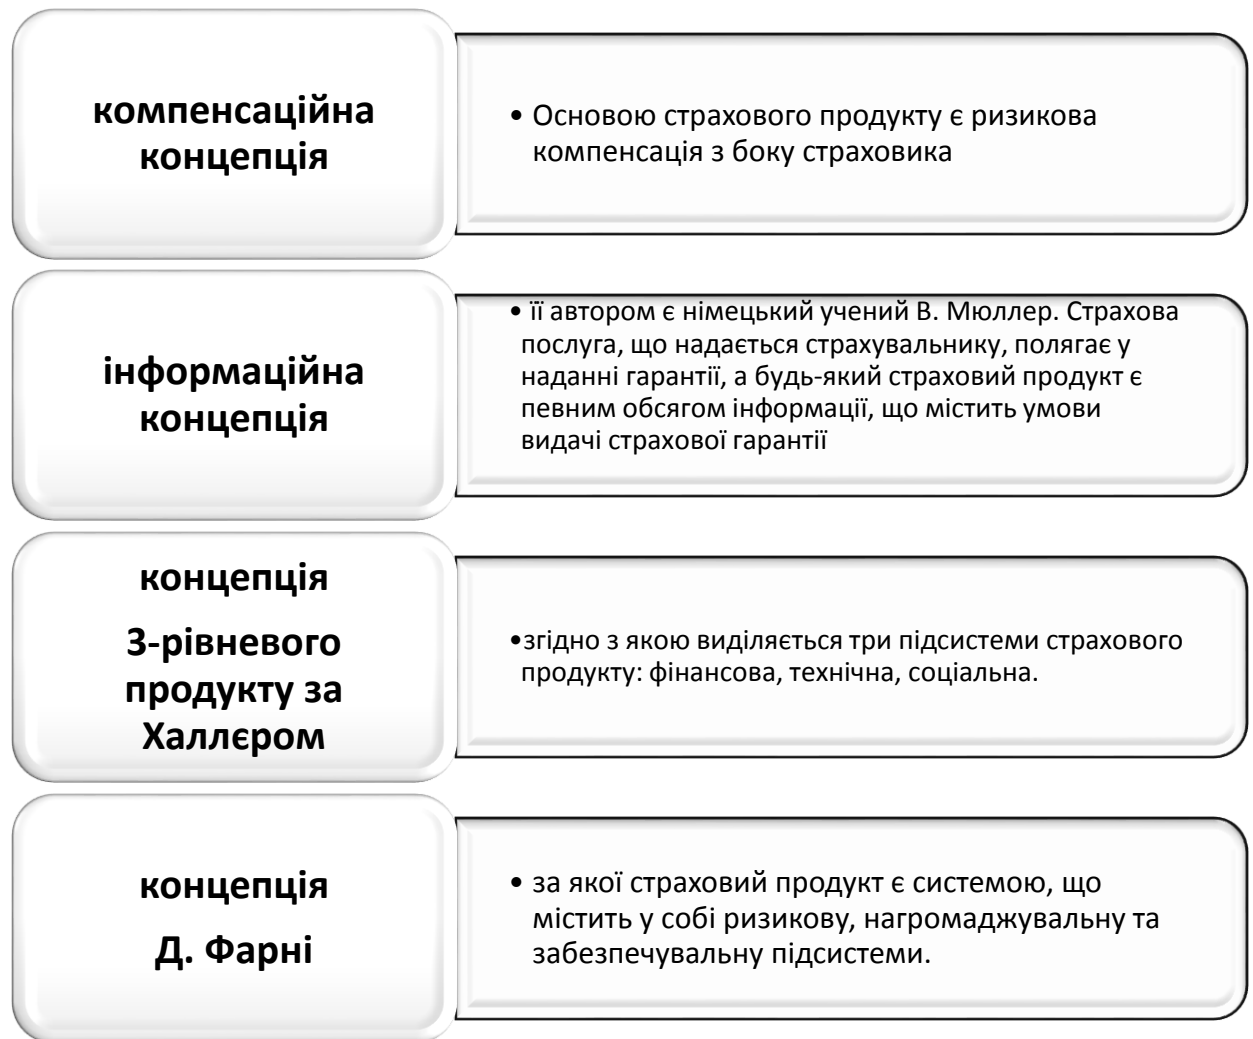 компенсаційна
концепція
• Основою страхового продукту є ризикова
компенсація з боку страховика
інформаційна
концепція
• її автором є німецький учений В. Мюллер. Страхова
послуга, що надається страхувальнику, полягає у
наданні гарантії, а будь-який страховий продукт є
певним обсягом інформації, що містить умови
видачі страхової гарантії
концепція
3-рівневого
продукту за
Халлєром
•згідно з якою виділяється три підсистеми страхового
продукту: фінансова, технічна, соціальна.
концепція
Д. Фарні
• за якої страховий продукт є системою, що
містить у собі ризикову, нагромаджувальну та
забезпечувальну підсистеми.